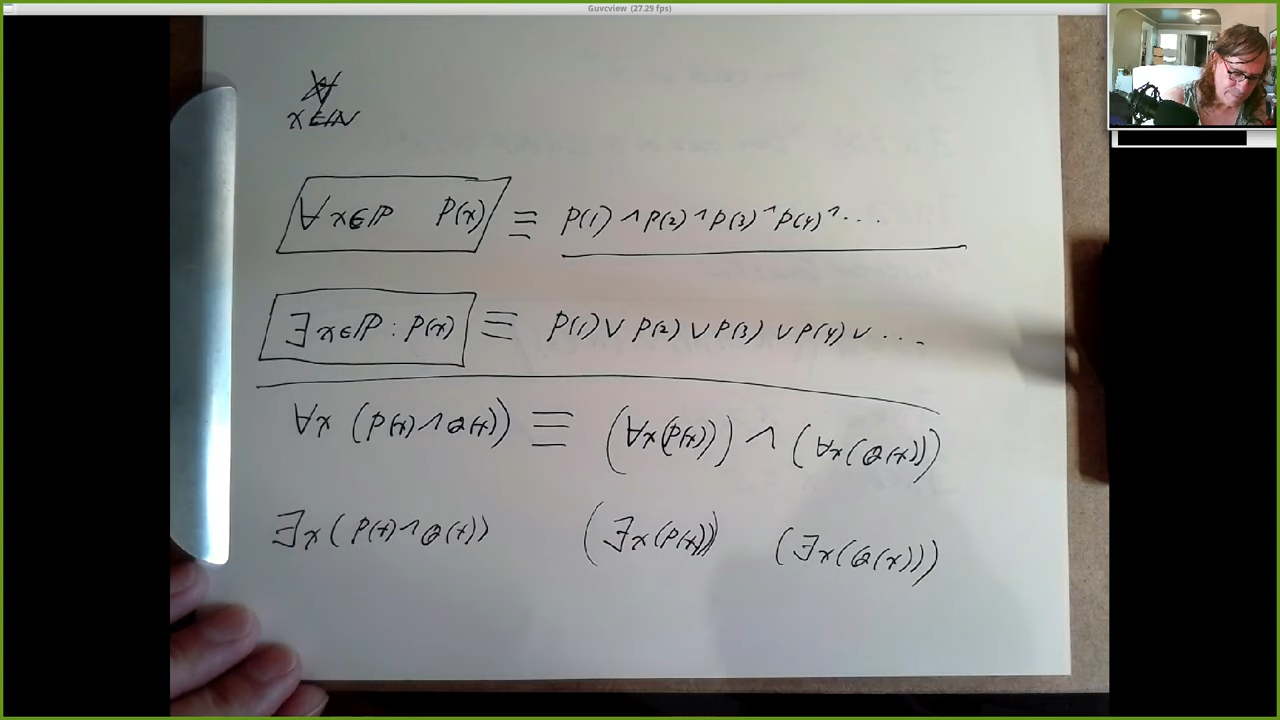 Guvcview (27.29 fps)
∀
x∈ℕ
∀x∈ℙ P(x) ≡ P(1) ∧ P(2) ∧ P(3) ∧ P(4) ∧ ...
∃x∈ℙ : P(x) ≡ P(1) ∨ P(2) ∨ P(3) ∨ P(4) ∨ ...
∀x (P(x) ∧ Q(x)) ≡ (∀x(P(x))) ∧ (∀x(Q(x)))
∃x(P(x) ∧ Q(x)) (∃x(P(x))) (∃x(Q(x)))